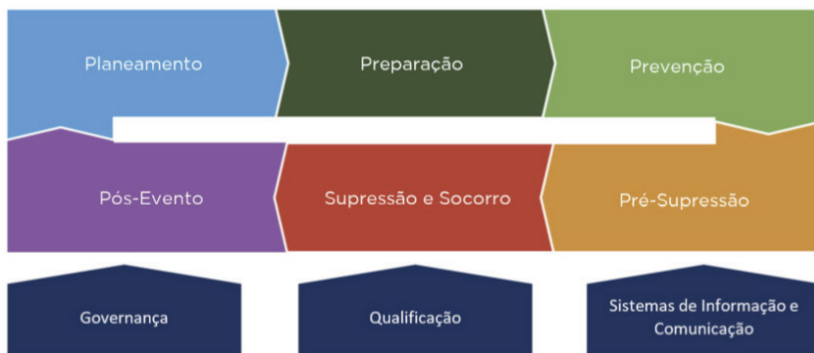 Planeamento
Preparação
Prevenção
Pós-Evento
Supressão e Socorro
Pré-Supressão
Governança
Qualificação
Sistemas de Informação e
Comunicação